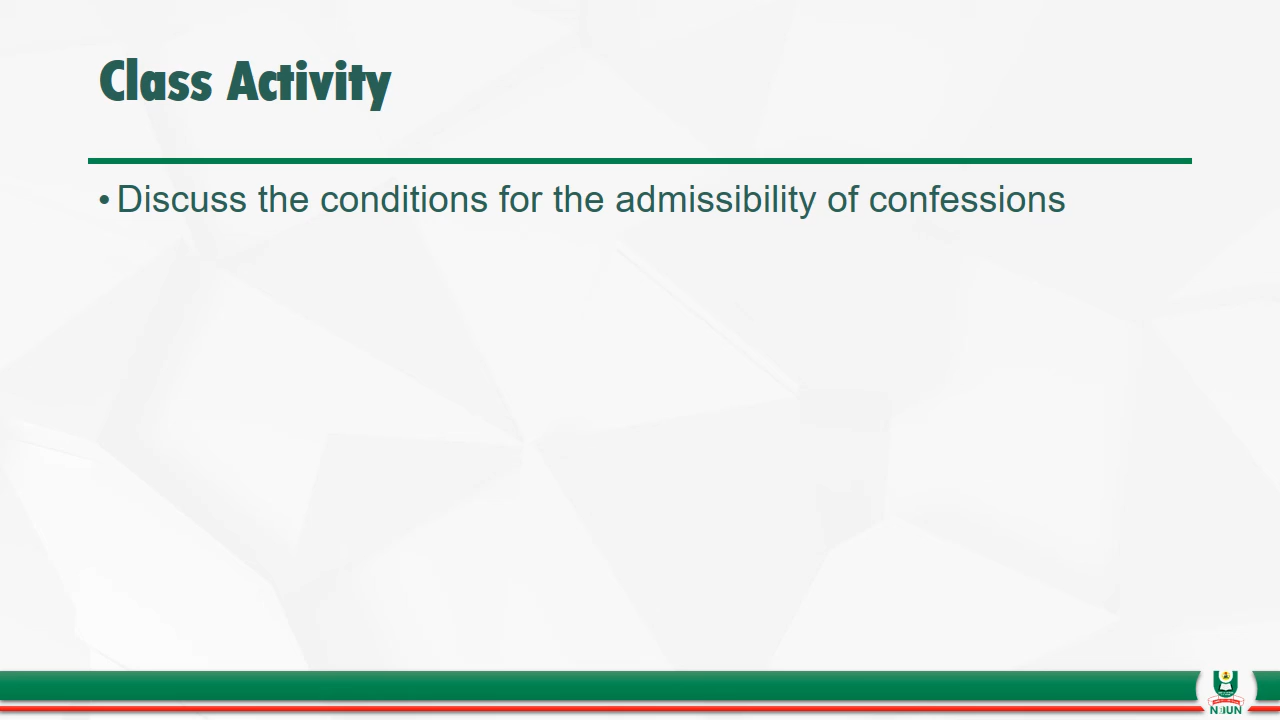 Class Activity
• Discuss the conditions for the admissibility of confessions
NOUN